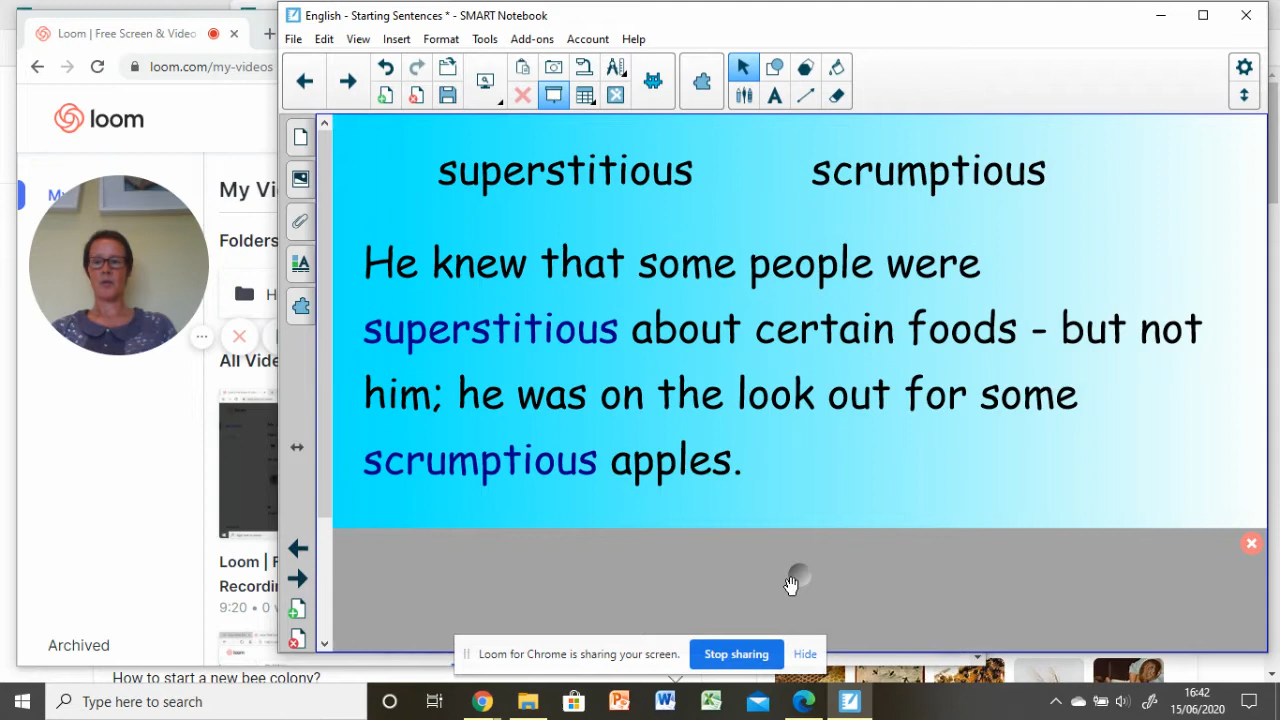 English - Starting Sentences * - SMART Notebook
Loom | Free Screen & Video
File Edit View Insert Format Tools Add-ons Account Help
loom.com/my-videos
loom
My Vi
Folders
H
All Vide
Loom | F
Recordin
9:20 • 0 v
Archived
How to start a new bee colony?
superstitious scrumptious
He knew that some people were
superstitious about certain foods - but not
him; he was on the look out for some
scrumptious apples.
Loom for Chrome is sharing your screen. Stop sharing Hide
Type here to search
16:42
15/06/2020